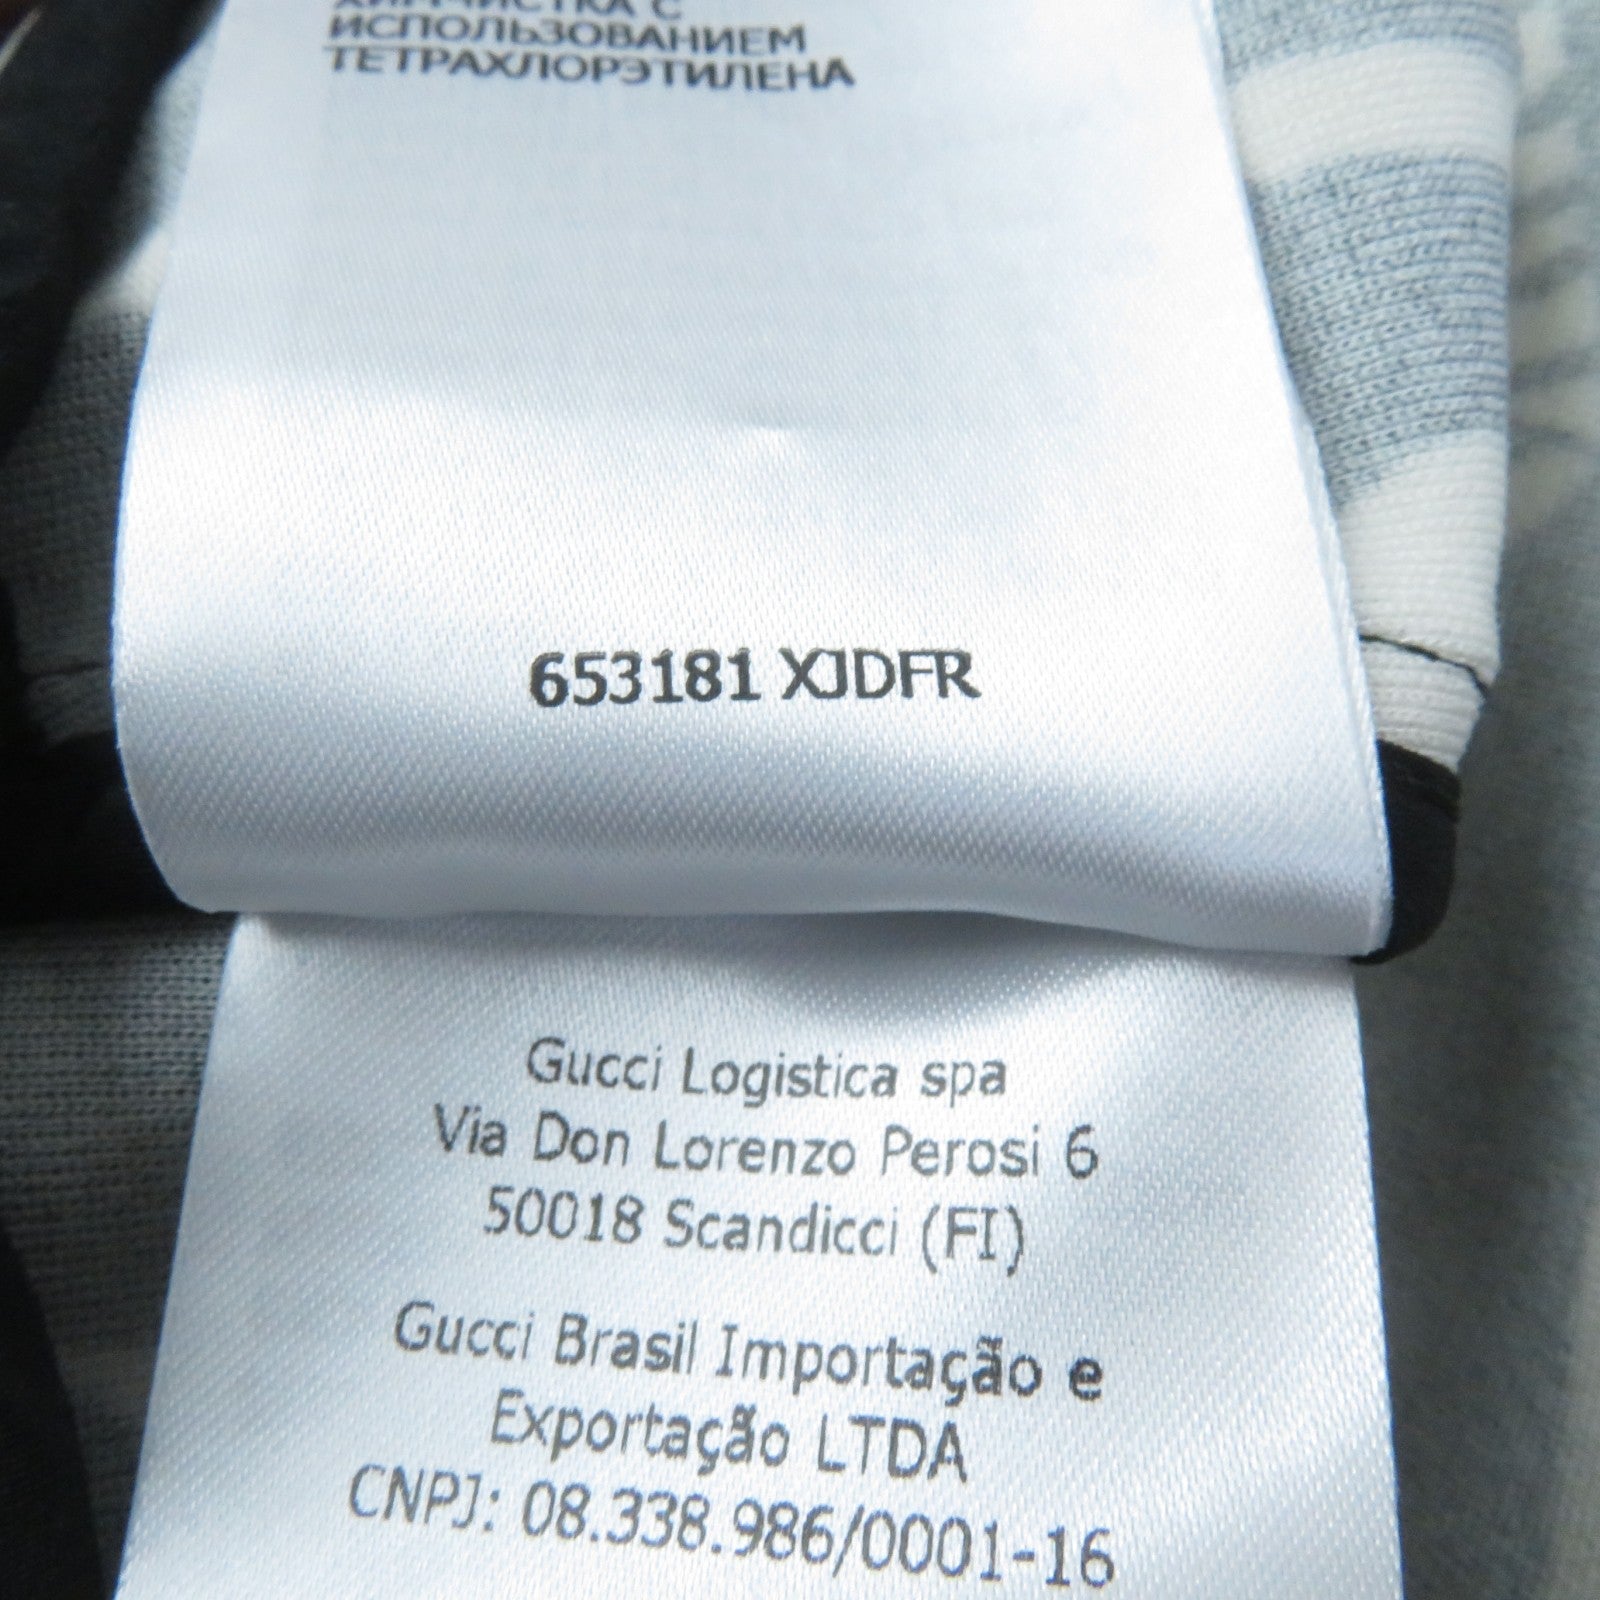 ХИМЧИСТКА С
ИСПОЛЬЗОВАНИЕМ
ТЕТРАХЛОРЭТИЛЕНА
653181 XJDFR
Gucci Logistica spa
Via Don Lorenzo Perosi 6
50018 Scandicci (FI)
Gucci Brasil Importação e
Exportação LTDA
CNPJ: 08.338.986/0001-16